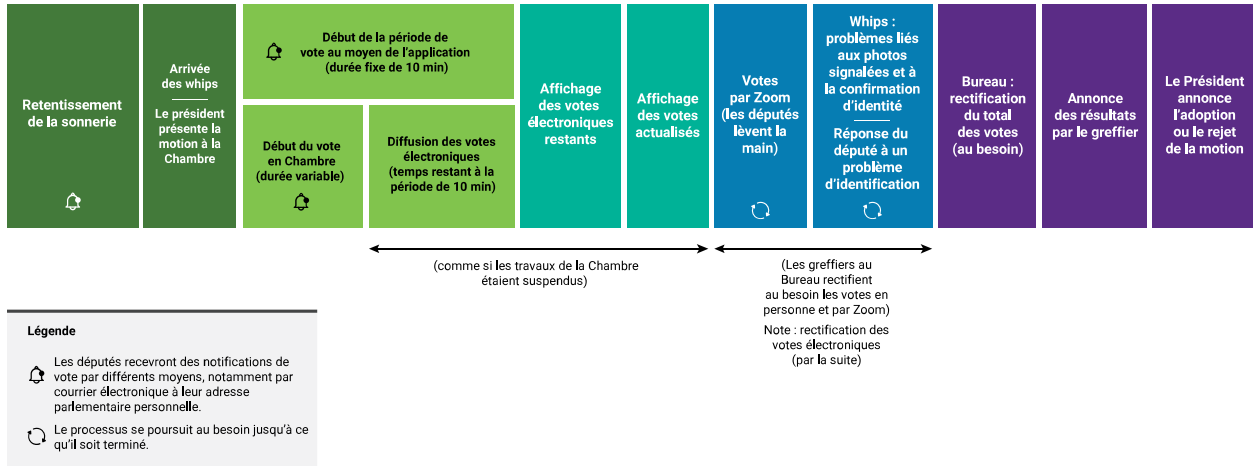 Retentissement
de la sonnerie
Arrivée
des whips
Le président
présente la
motion à la
Chambre
Début de la période de
vote au moyen de l'application
(durée fixe de 10 min)
Début du vote
en Chambre
(durée variable)
Diffusion des votes
électroniques
(temps restant à la
période de 10 min)
Affichage
des votes
électroniques
restants
Affichage
des votes
actualisés
Votes
par Zoom
(les députés
lèvent la
main)
Whips :
problèmes liés
aux photos
signalées et à
la confirmation
d'identité
Réponse du
député à un
problème
d'identification
Bureau :
rectification
du total
des votes
(au besoin)
Annonce
des résultats
par le greffier
Le Président
annonce
l'adoption
ou le rejet
de la motion
(comme si les travaux de la Chambre
étaient suspendus)
(Les greffiers au
Bureau rectifient
au besoin les votes en
personne et par Zoom)
Note : rectification des
votes électroniques
(par la suite)
Légende
Les députés recevront des notifications de
vote par différents moyens, notamment par
courrier électronique à leur adresse
parlementaire personnelle.
Le processus se poursuit au besoin jusqu'à ce
qu'il soit terminé.